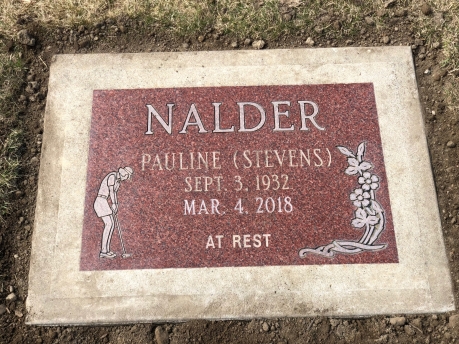 NALDER
PAULINE (STEVENS)
SEPT. 3, 1932
MAR. 4, 2018
AT REST